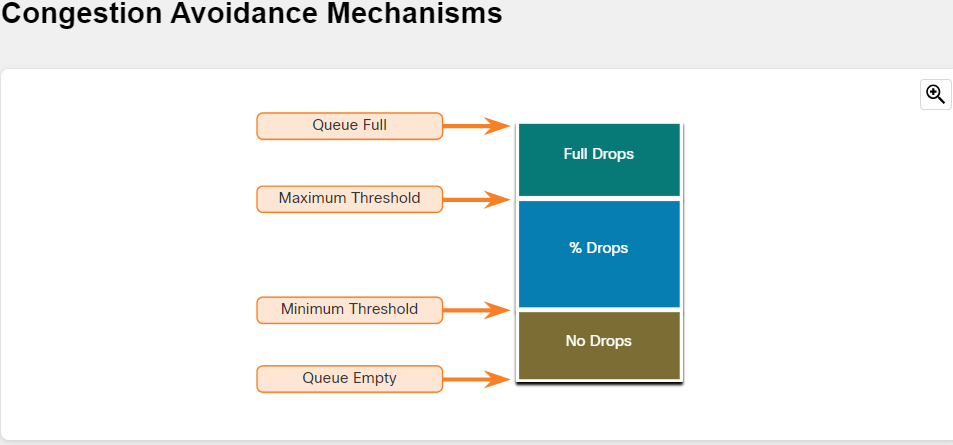 Congestion Avoidance Mechanisms
Queue Full
Full Drops
Maximum Threshold
% Drops
Minimum Threshold
No Drops
Queue Empty